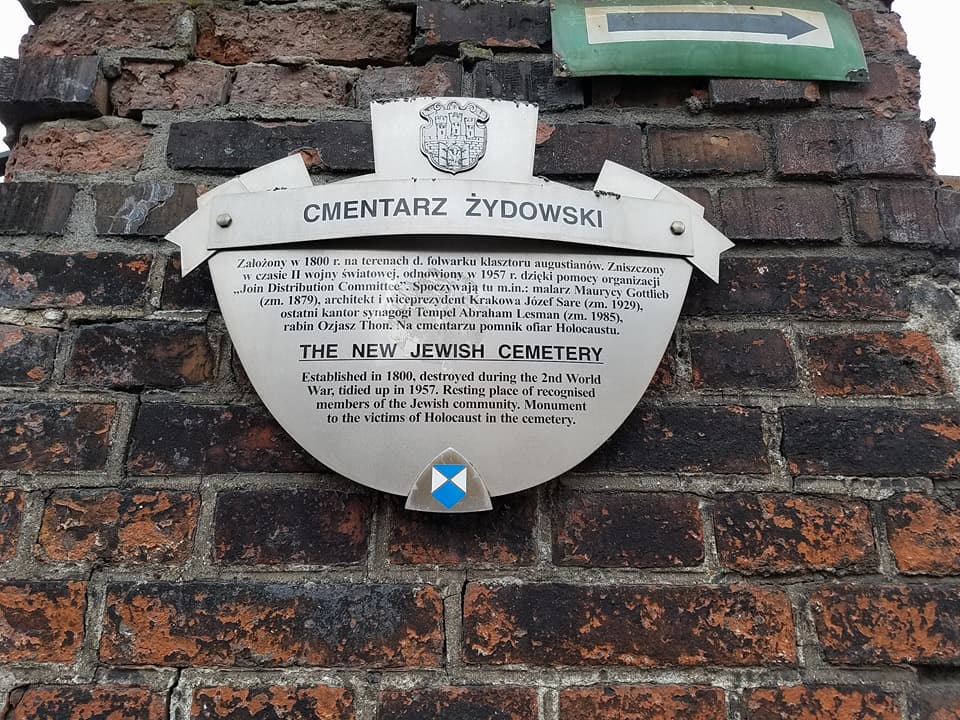 CMENTARZ ŻYDOWSKI
Założony w 1800 r. na terenach d. folwarku klasztoru augustianów. Zniszczony
w czasie II wojny światowej, odnowiony w 1957 r. dzięki pomocy organizacji
„Join Distribution Committee". Spoczywają tu m.in.: malarz Maurycy Gottlieb
(zm. 1879), architekt i wiceprezydent Krakowa Józef Sare (zm. 1929),
ostatni kantor synagogi Tempel Abraham Lesman (zm. 1985),
rabin Ozjasz Thon. Na cmentarzu pomnik ofiar Holocaustu.
THE NEW JEWISH CEMETERY
Established in 1800, destroyed during the 2nd World
War, tidied up in 1957. Resting place of recognised
members of the Jewish community. Monument
to the victims of Holocaust in the cemetery.